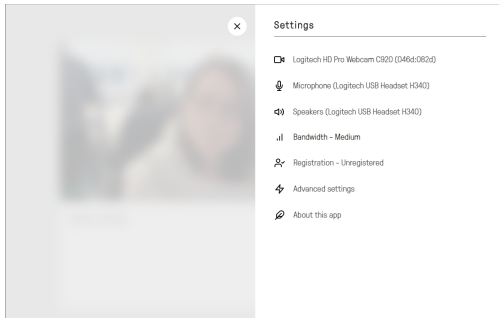 Settings
Logitech HD Pro Webcam C920 (046d:082d)
Microphone (Logitech USB Headset H340)
Speakers (Logitech USB Headset H340)
Bandwidth - Medium
Registration - Unregistered
Advanced settings
About this app